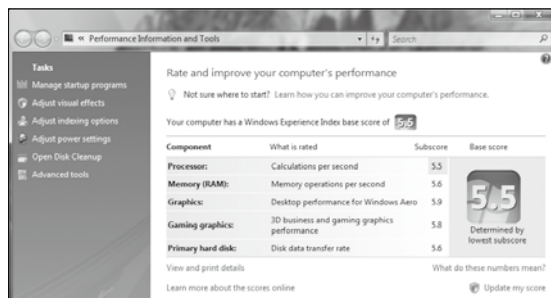 « Performance Information and Tools
Search
Tasks
Manage startup programs
Adjust visual effects
Adjust indexing options
Adjust power settings
Open Disk Cleanup
Advanced tools
Rate and improve your computer's performance
Not sure where to start? Learn how you can improve your computer's performance.
Your computer has a Windows Experience Index base score of 5.5
Component What is rated Subscore Base score
Processor: Calculations per second 5.5
Memory (RAM): Memory operations per second 5.6
Graphics: Desktop performance for Windows Aero 5.9
Gaming graphics: 3D business and gaming graphics performance 5.8
Primary hard disk: Disk data transfer rate 5.6
5.5
Determined by
lowest subscore
View and print details What do these numbers mean?
Learn more about the scores online Update my score